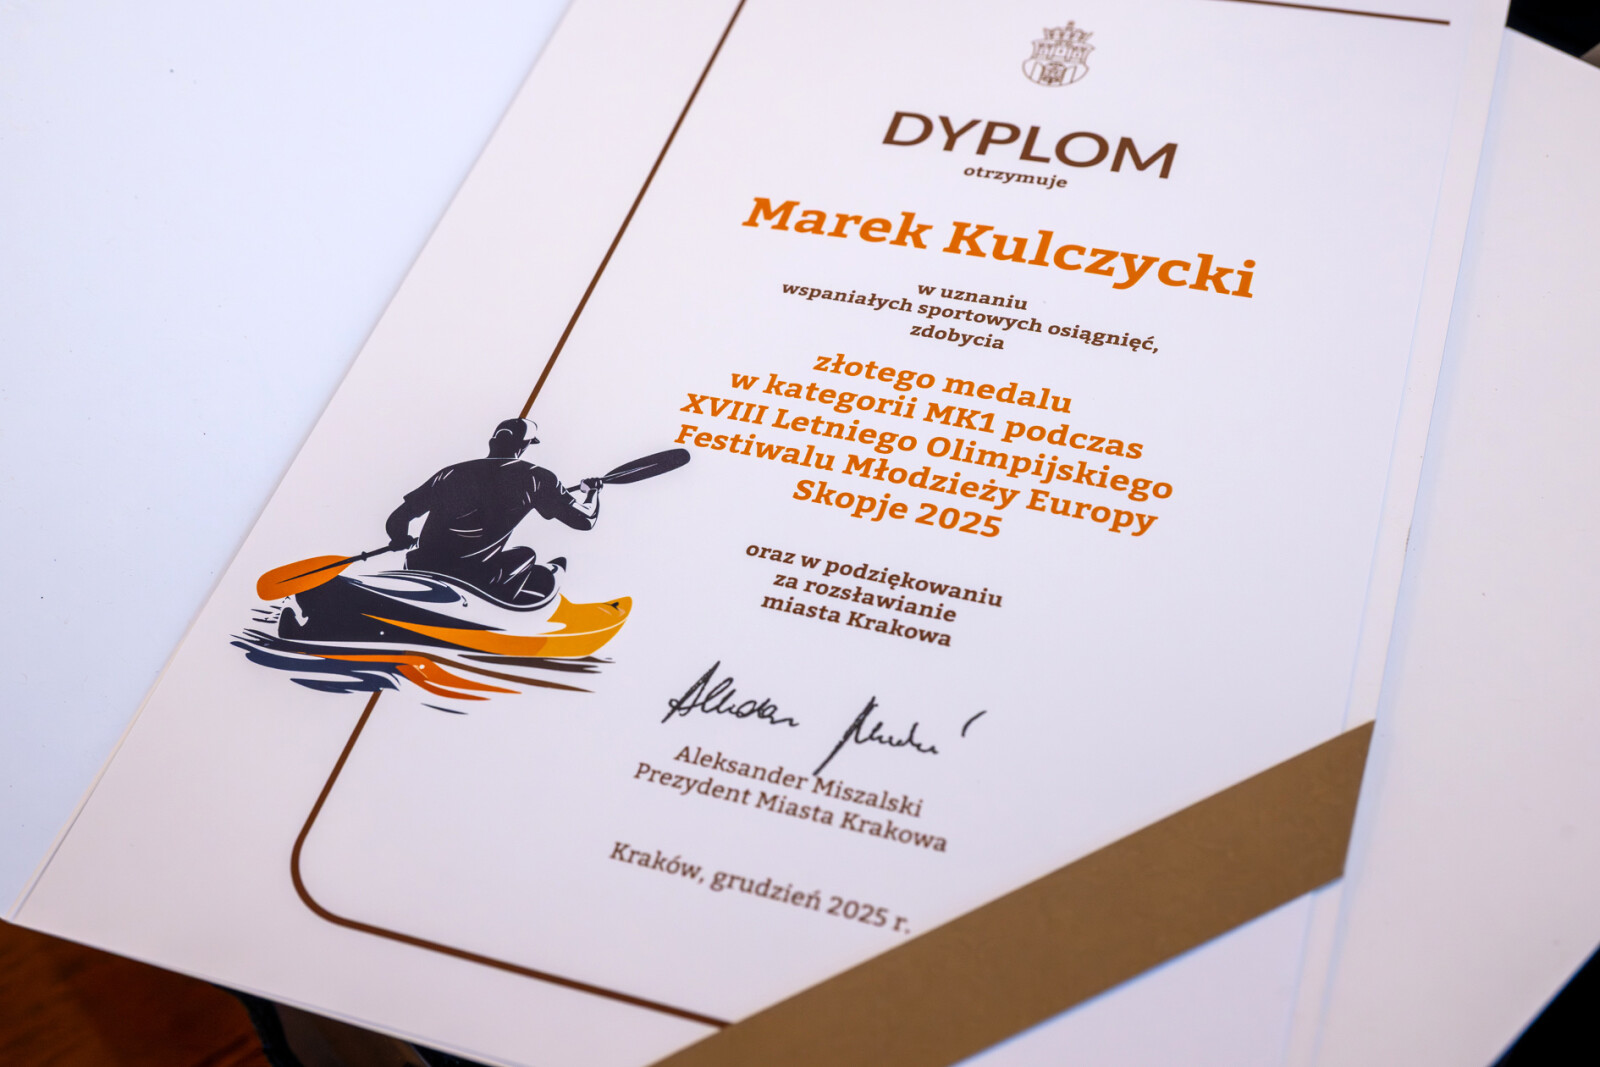 DYPLOM
otrzymuje
Marek Kulczycki
w uznaniu
wspaniałych sportowych osiągnięć,
zdobycia
złotego medalu
w kategorii MK1 podczas
XVIII Letniego Olimpijskiego
Festiwalu Młodzieży Europy
Skopje 2025
oraz w podziękowaniu
za rozsławianie
miasta Krakowa
Aleksander Miszalski
Prezydent Miasta Krakowa
Kraków, grudzień 2025 r.